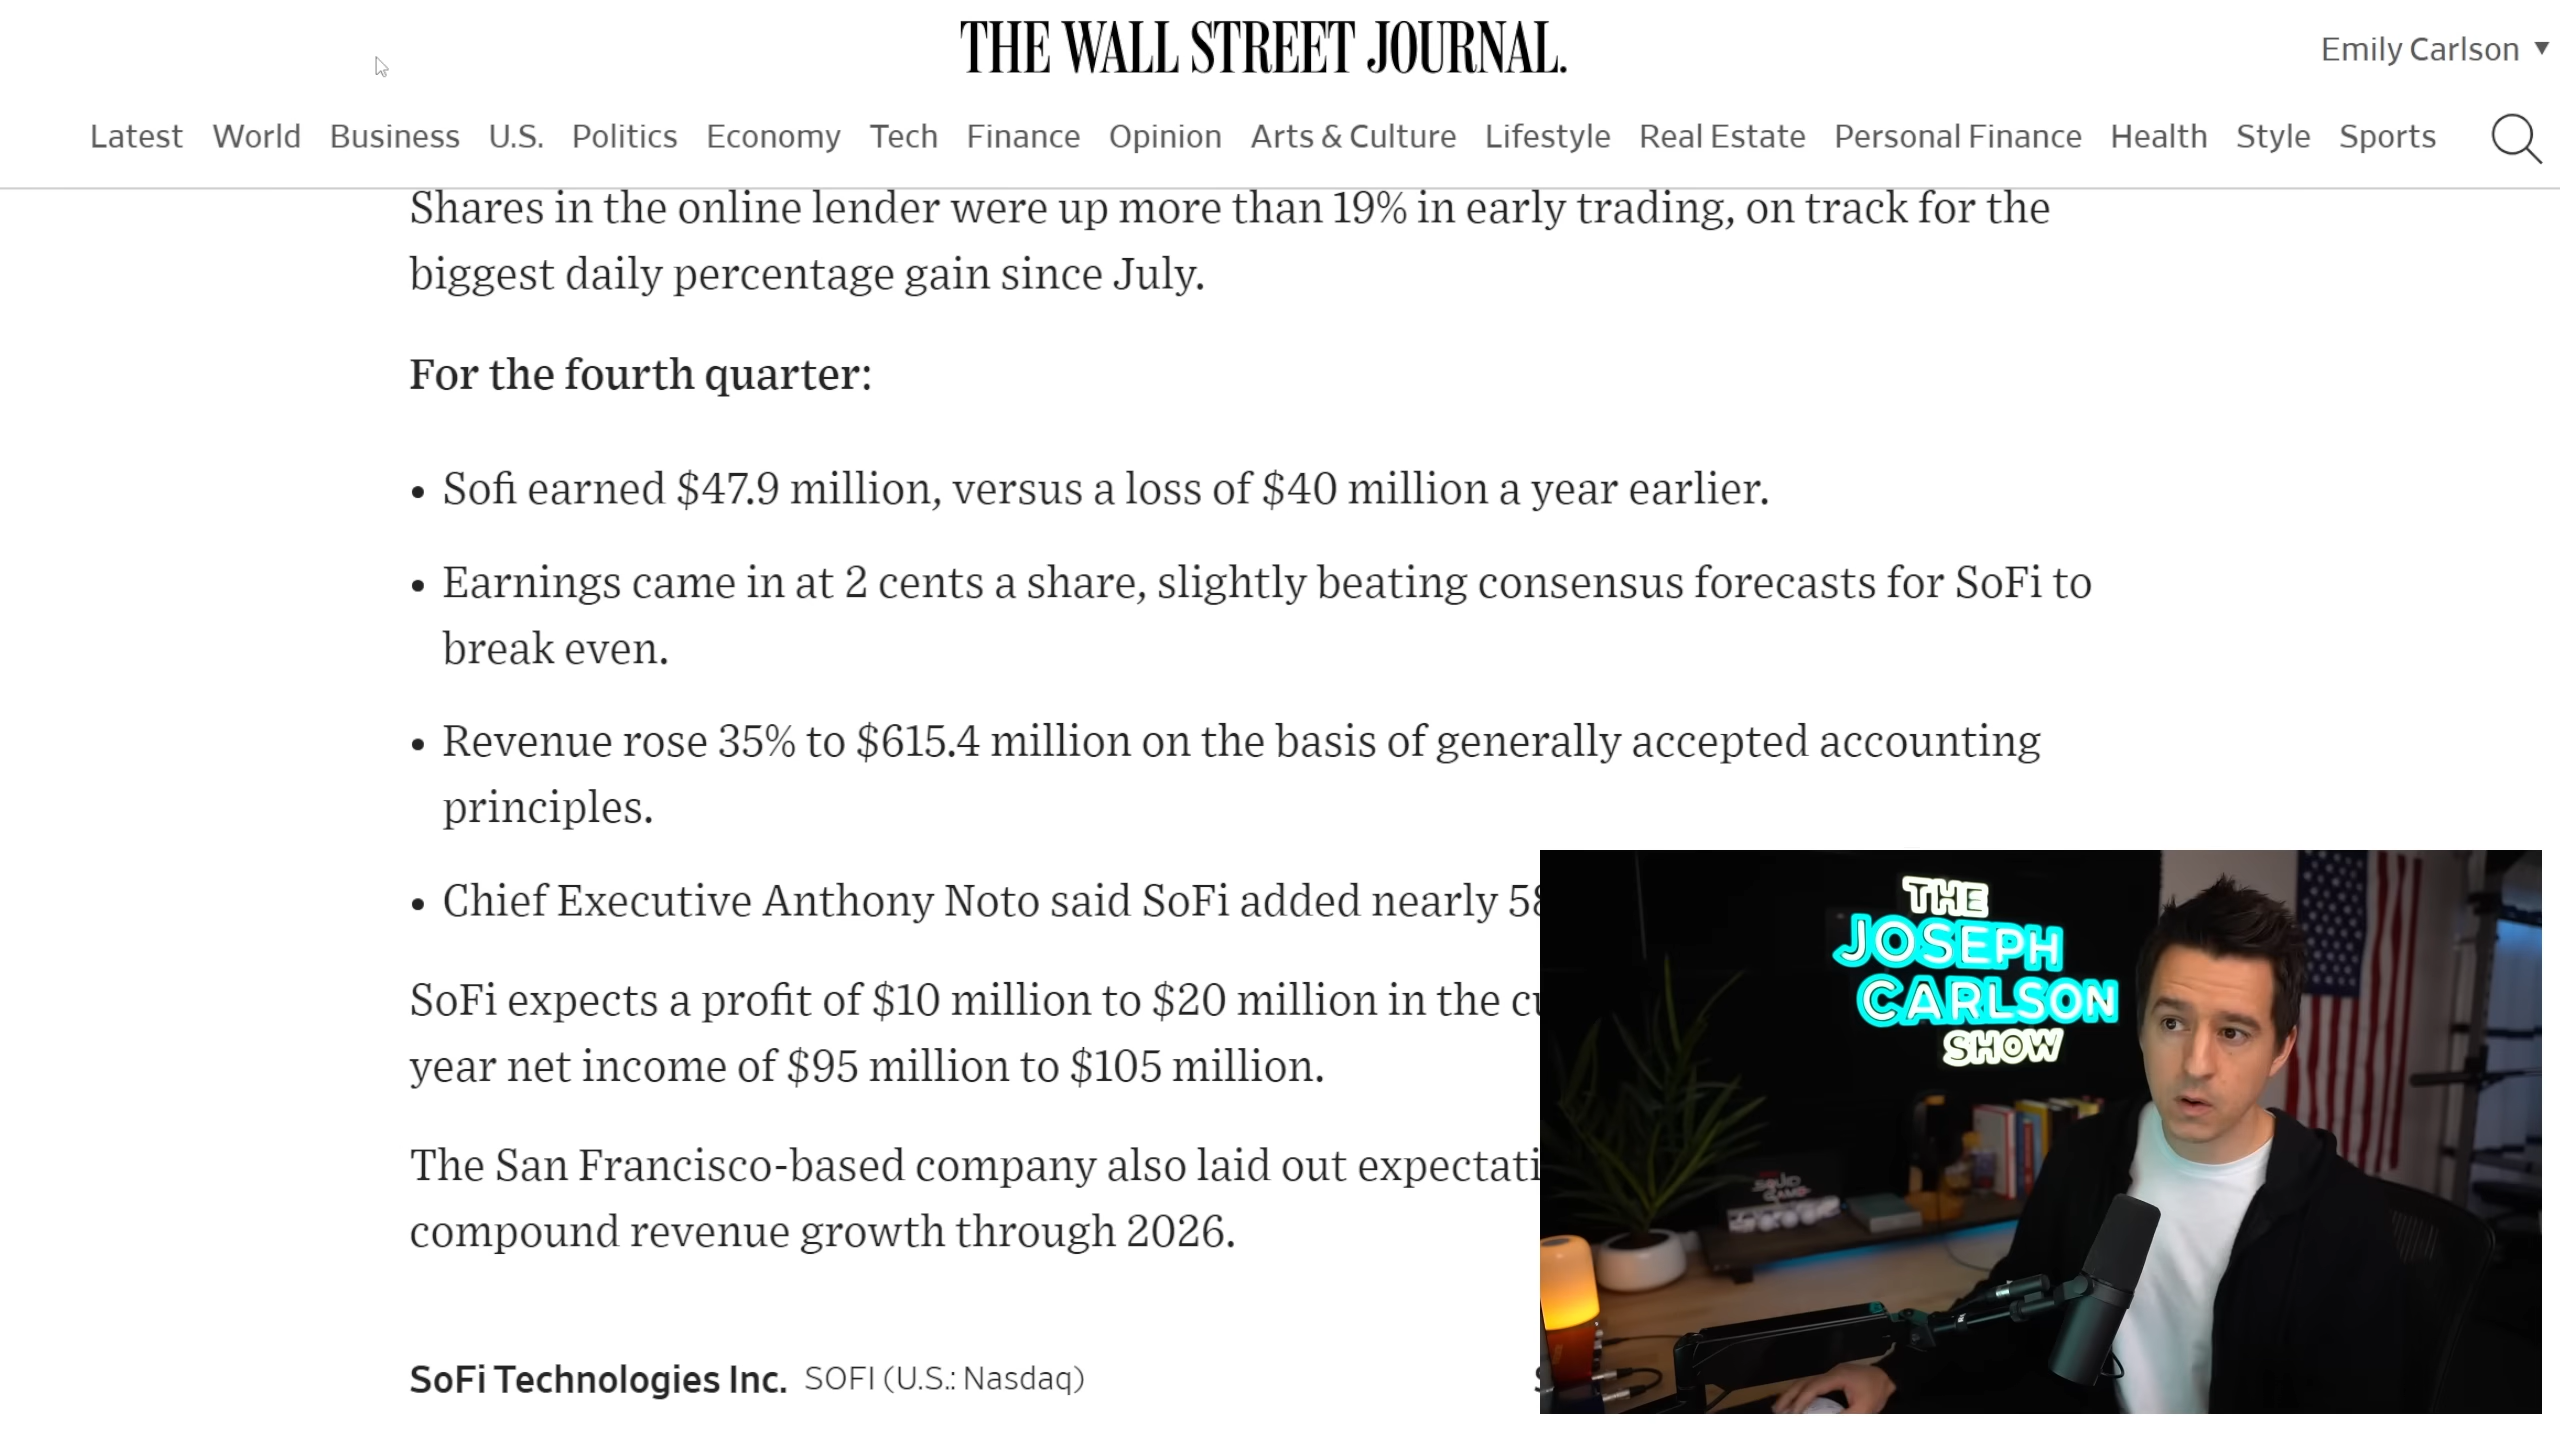 THE WALL STREET JOURNAL.
Emily Carlson
Latest World Business U.S. Politics Economy Tech Finance Opinion Arts & Culture Lifestyle Real Estate Personal Finance Health Style Sports
Shares in the online lender were up more than 19% in early trading, on track for the
biggest daily percentage gain since July.
For the fourth quarter:
• Sofi earned $47.9 million, versus a loss of $40 million a year earlier.
• Earnings came in at 2 cents a share, slightly beating consensus forecasts for SoFi to
break even.
• Revenue rose 35% to $615.4 million on the basis of generally accepted accounting
principles.
• Chief Executive Anthony Noto said SoFi added nearly
SoFi expects a profit of $10 million to $20 million in the
year net income of $95 million to $105 million.
The San Francisco-based company also laid out
compound revenue growth through 2026.
SoFi Technologies Inc. SOFI (U.S.: Nasdaq)
THE
JOSEPH
CARLSON
SHOW